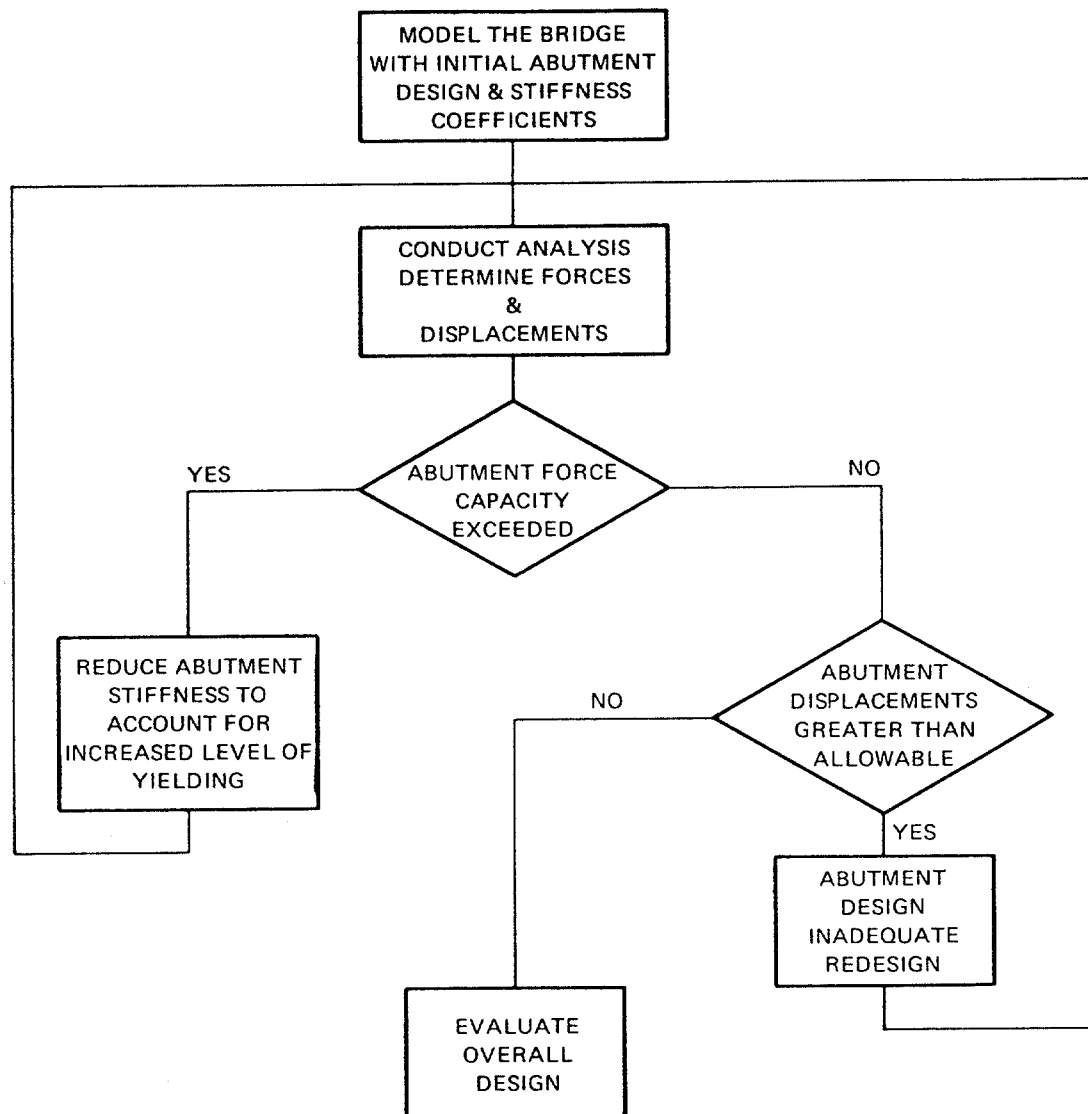 MODEL THE BRIDGE
WITH INITIAL ABUTMENT
DESIGN & STIFFNESS
COEFFICIENTS
CONDUCT ANALYSIS
DETERMINE FORCES
&
DISPLACEMENTS
YES
ABUTMENT FORCE
CAPACITY
EXCEEDED
NO
REDUCE ABUTMENT
STIFFNESS TO
ACCOUNT FOR
INCREASED LEVEL OF
YIELDING
NO
ABUTMENT
DISPLACEMENTS
GREATER THAN
ALLOWABLE
YES
ABUTMENT
DESIGN
INADEQUATE
REDESIGN
EVALUATE
OVERALL
DESIGN